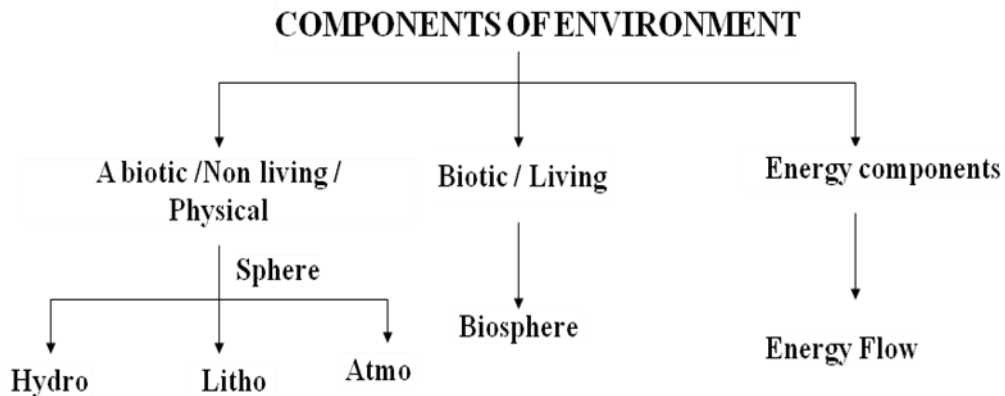 COMPONENTS OF ENVIRONMENT
A biotic /Non living /
Physical
Biotic / Living
Energy components
Sphere
Hydro
Litho
Atmo
Biosphere
Energy Flow